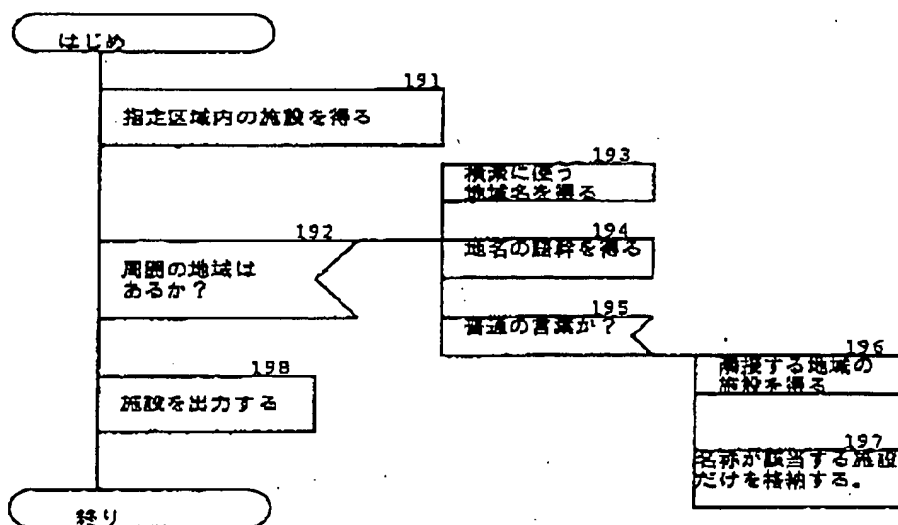 はじめ
191
指定区域内の施設を得る
193
検索に使う
地域名を得る
192
周囲の地域は
あるか?
194
地名の語幹を得る
195
普通の言葉か?
196
隣接する地域の
施設を得る
198
施設を出力する
197
名称が該当する施設
だけを格納する。
終り